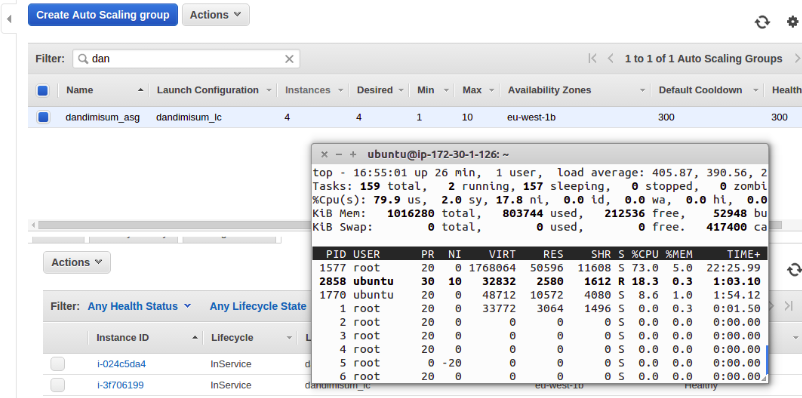 Create Auto Scaling group Actions
Filter: dan 1 to 1 of 1 Auto Scaling Groups
Name Launch Configuration Instances Desired Min Max Availability Zones Default Cooldown Health
dandimisum_asg dandimisum_lc 4 4 1 10 eu-west-1b 300 300
ubuntu@ip-172-30-1-126: ~
top - 16:55:01 up 26 min, 1 user, load average: 405.87, 390.56, 2
Tasks: 159 total, 2 running, 157 sleeping, 0 stopped, 0 zombi
%Cpu(s): 79.9 us, 2.0 sy, 17.8 ni, 0.0 id, 0.0 wa, 0.0 hi, 0.0
KiB Mem: 1016280 total, 803744 used, 212536 free, 52948 bu
KiB Swap: 0 total, 0 used, 0 free. 417400 ca
PID USER PR NI VIRT RES SHR S %CPU %MEM TIME+
1577 root 20 0 1768064 50596 11608 S 73.0 5.0 22:25.99
2858 ubuntu 30 10 32832 2580 1612 R 18.3 0.3 1:03.10
1770 ubuntu 20 0 48712 10572 4080 S 8.6 1.0 1:54.12
1 root 20 0 33772 3064 1496 S 0.0 0.3 0:01.50
2 root 20 0 0 0 0 S 0.0 0.0 0:00.00
3 root 20 0 0 0 0 S 0.0 0.0 0:00.00
4 root 20 0 0 0 0 S 0.0 0.0 0:00.00
5 root 0 -20 0 0 0 S 0.0 0.0 0:00.00
6 root 20 0 0 0 0 S 0.0 0.0 0:00.00
Actions
Filter: Any Health Status Any Lifecycle State
Instance ID Lifecycle L
i-024c5da4 InService d
i-3f706199 InService dandimisum_lc eu-west-1b Healthy